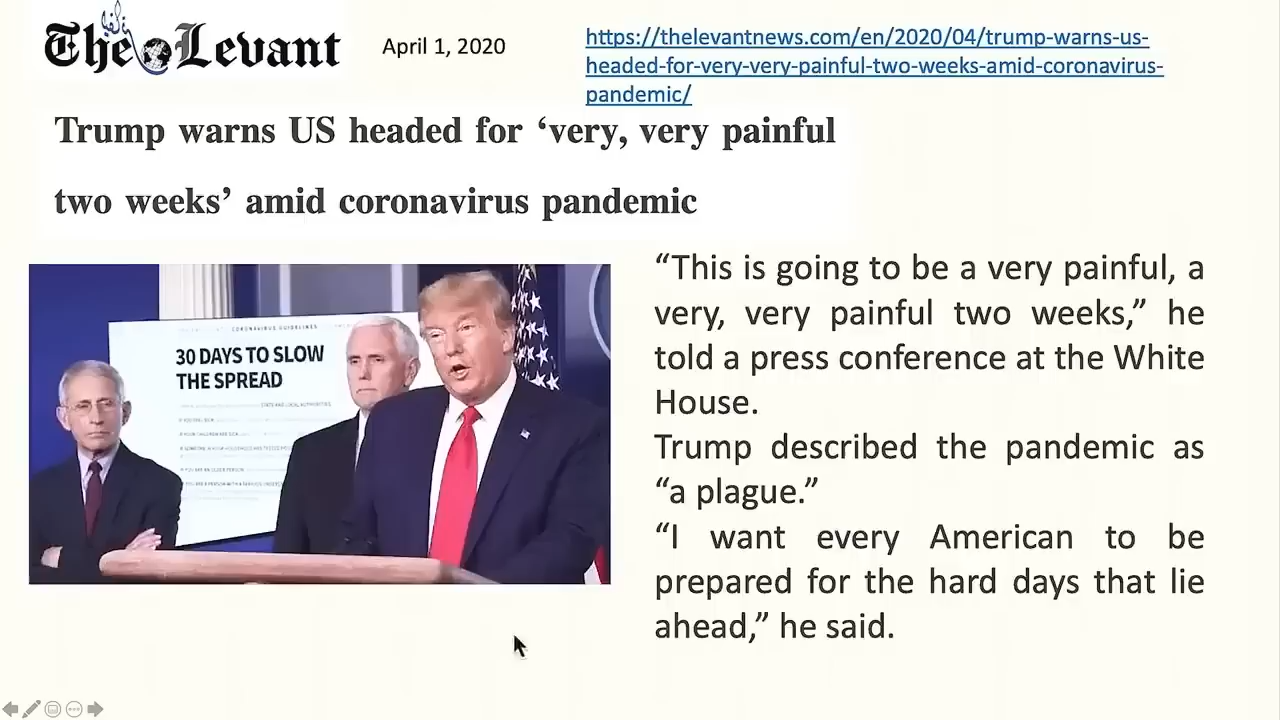 The Levant
April 1, 2020
https://thelevantnews.com/en/2020/04/trump-warns-us-
headed-for-very-very-painful-two-weeks-amid-coronavirus-
pandemic/
Trump warns US headed for ‘very, very painful
two weeks’ amid coronavirus pandemic
CORONAVIRUS GUIDELINES
30 DAYS TO SLOW
THE SPREAD
STATE AND LOCAL AUTHORITIES
“This is going to be a very painful, a
very, very painful two weeks,” he
told a press conference at the White
House.
Trump described the pandemic as
“a plague.”
“I want every American to be
prepared for the hard days that lie
ahead,” he said.